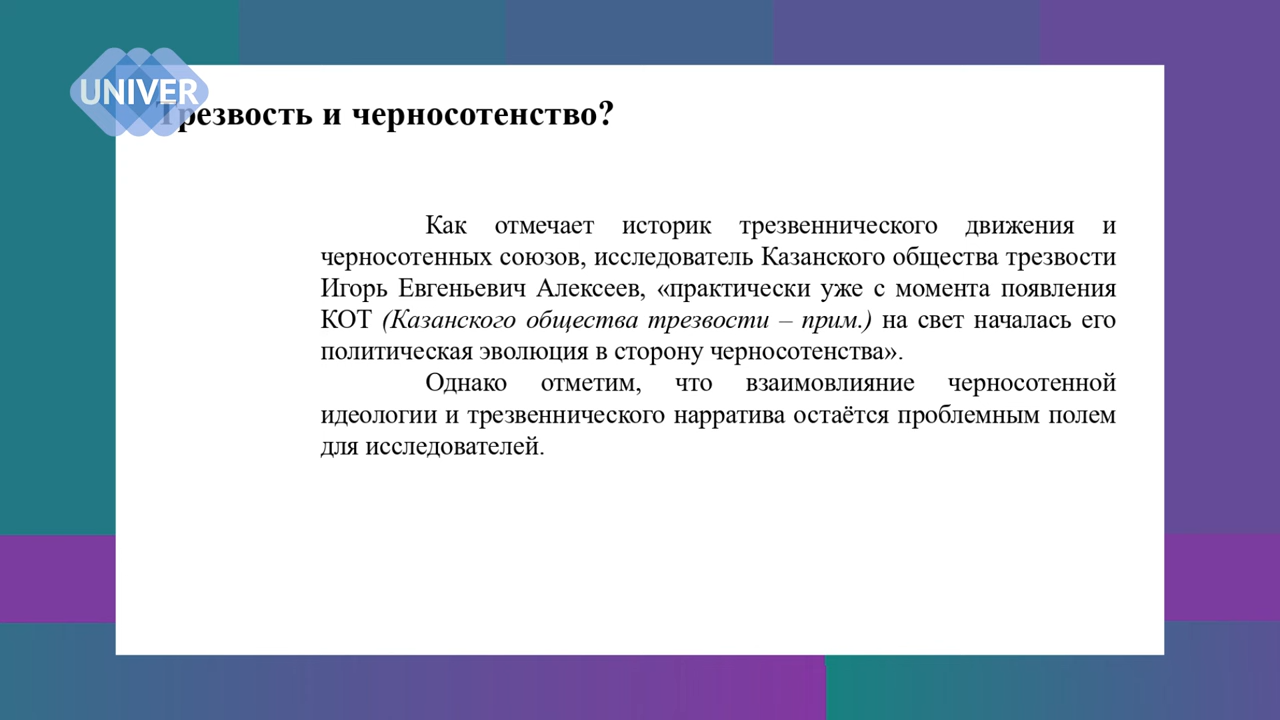 UNIVER
Трезвость и черносотенство?
Как отмечает историк трезвеннического движения и
черносотенных союзов, исследователь Казанского общества трезвости
Игорь Евгеньевич Алексеев, «практически уже с момента появления
КОТ (Казанского общества трезвости – прим.) на свет началась его
политическая эволюция в сторону черносотенства».
Однако отметим, что взаимовлияние черносотенной
идеологии и трезвеннического нарратива остаётся проблемным полем
для исследователей.